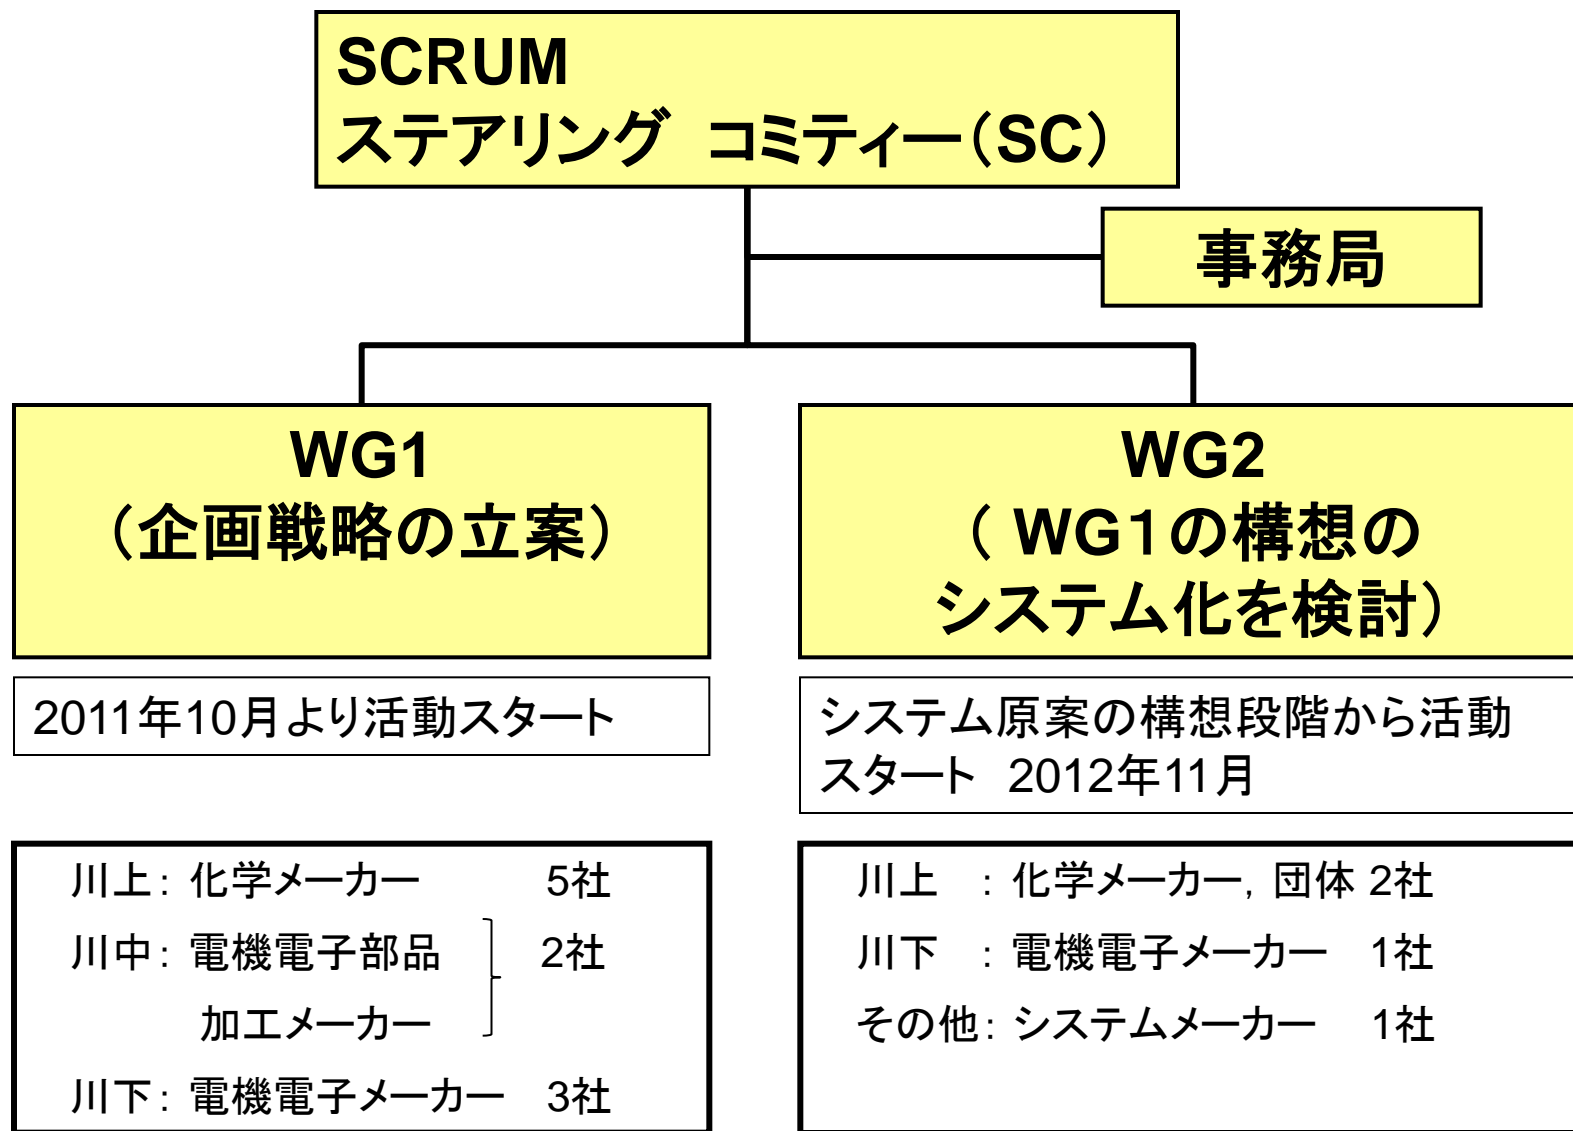 SCRUM
ステアリング　コミティー（SC）
事務局
WG1
（企画戦略の立案）
WG2
（ WG１の構想の
システム化を検討）
2011年10月より活動スタート
システム原案の構想段階から活動
スタート　2012年11月
川上： 化学メーカー　　　5社
川中： 電機電子部品　　2社
加工メーカー
川下： 電機電子メーカー　3社
川上　： 化学メーカー，団体 2社
川下　： 電機電子メーカー　1社
その他： システムメーカー　1社